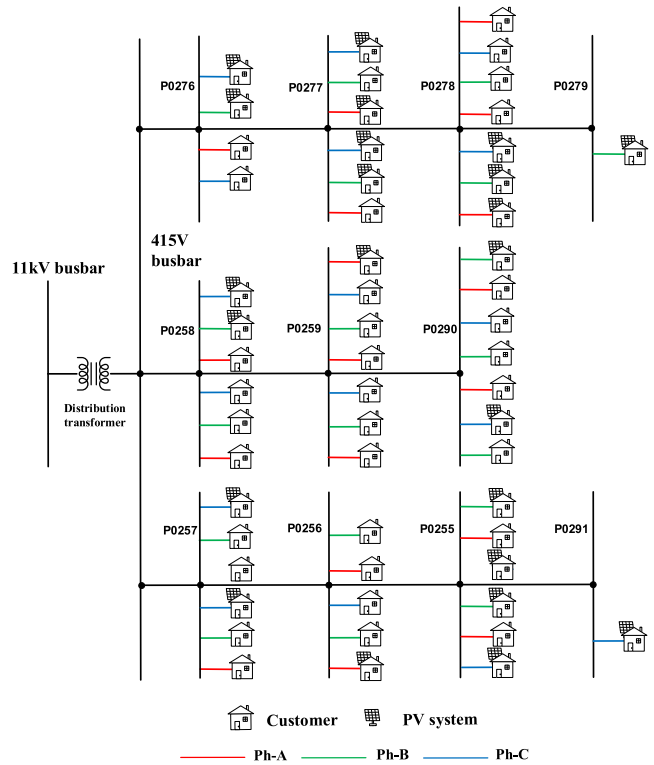 P0276
P0277
P0278
P0279
415V
busbar
11kV busbar
P0258
P0259
P0290
Distribution
transformer
P0257
P0256
P0255
P0291
Customer
PV system
Ph-A
Ph-B
Ph-C